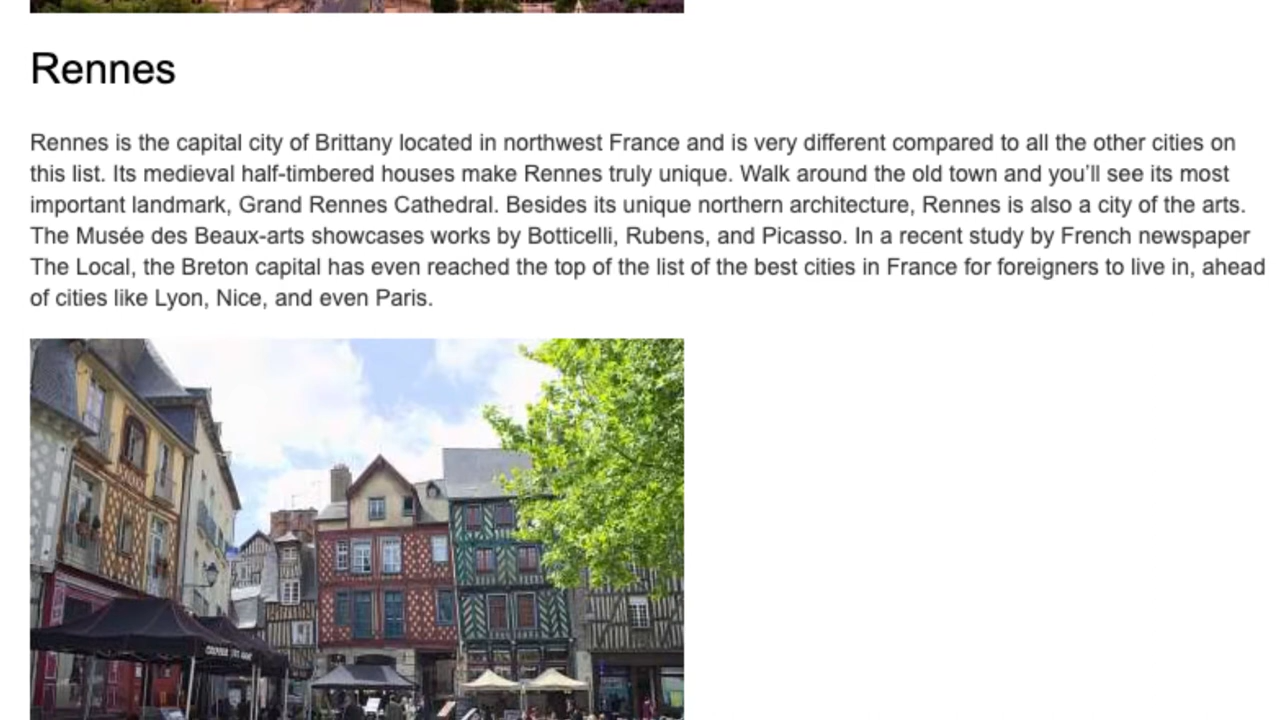 Rennes
Rennes is the capital city of Brittany located in northwest France and is very different compared to all the other cities on
this list. Its medieval half-timbered houses make Rennes truly unique. Walk around the old town and you’ll see its most
important landmark, Grand Rennes Cathedral. Besides its unique northern architecture, Rennes is also a city of the arts.
The Musée des Beaux-arts showcases works by Botticelli, Rubens, and Picasso. In a recent study by French newspaper
The Local, the Breton capital has even reached the top of the list of the best cities in France for foreigners to live in, ahead
of cities like Lyon, Nice, and even Paris.